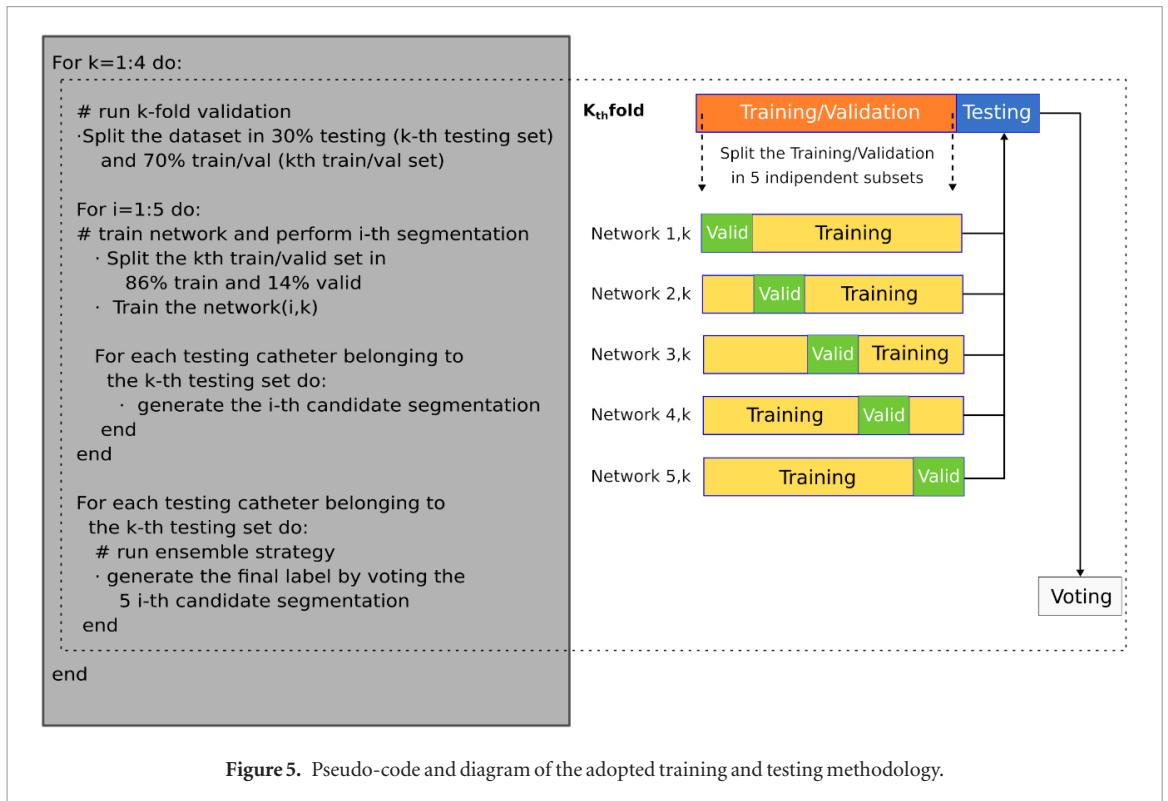 For k=1:4 do:
# run k-fold validation
·Split the dataset in 30% testing (k-th testing set)
and 70% train/val (kth train/val set)
For i=1:5 do:
# train network and perform i-th segmentation
· Split the kth train/valid set in
86% train and 14% valid
· Train the network(i,k)
For each testing catheter belonging to
the k-th testing set do:
· generate the i-th candidate segmentation
end
end
For each testing catheter belonging to
the k-th testing set do:
# run ensemble strategy
· generate the final label by voting the
5 i-th candidate segmentation
end
end
Kthfold
Training/Validation
Testing
Split the Training/Validation
in 5 indipendent subsets
Network 1,k
Valid
Training
Network 2,k
Valid
Training
Network 3,k
Valid
Training
Network 4,k
Training
Valid
Network 5,k
Training
Valid
Voting
Figure 5. Pseudo-code and diagram of the adopted training and testing methodology.